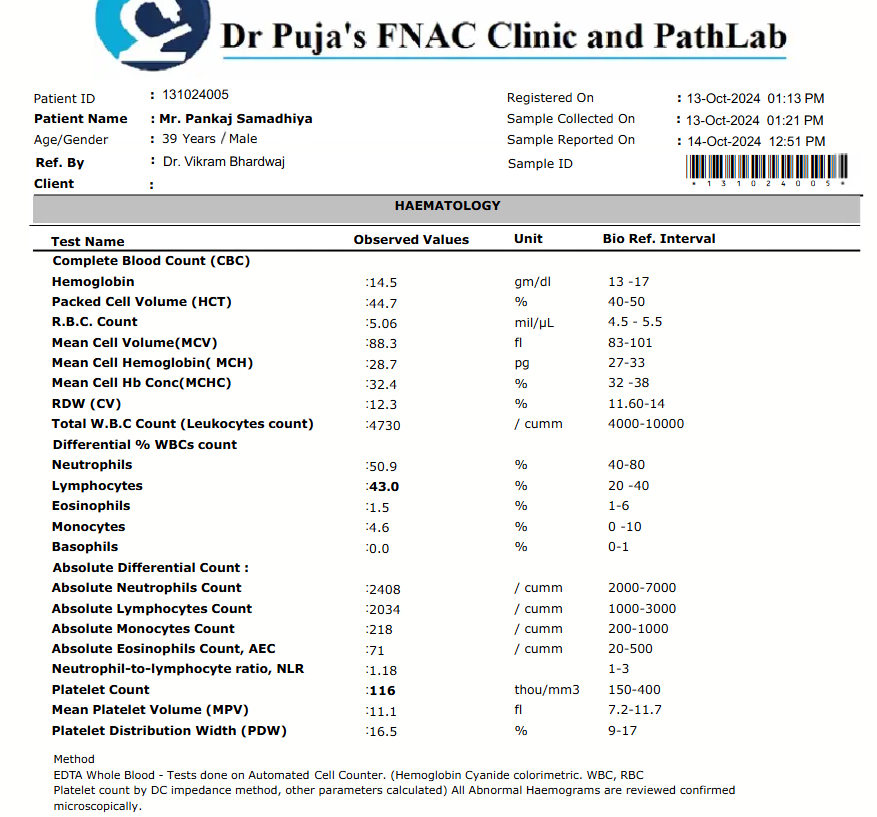 Dr Puja's FNAC Clinic and PathLab
Patient ID : 131024005 Registered On : 13-Oct-2024 01:13 PM
Patient Name : Mr. Pankaj Samadhiya Sample Collected On : 13-Oct-2024 01:21 PM
Age/Gender : 39 Years / Male Sample Reported On : 14-Oct-2024 12:51 PM
Ref. By : Dr. Vikram Bhardwaj Sample ID
* 1 3 1 0 2 4 0 0 5 *
Client :
HAEMATOLOGY
Test Name Observed Values Unit Bio Ref. Interval
Complete Blood Count (CBC)
Hemoglobin :14.5 gm/dl 13 -17
Packed Cell Volume (HCT) :44.7 % 40-50
R.B.C. Count :5.06 mil/µL 4.5 - 5.5
Mean Cell Volume(MCV) :88.3 fl 83-101
Mean Cell Hemoglobin( MCH) :28.7 pg 27-33
Mean Cell Hb Conc(MCHC) :32.4 % 32 -38
RDW (CV) :12.3 % 11.60-14
Total W.B.C Count (Leukocytes count) :4730 / cumm 4000-10000
Differential % WBCs count
Neutrophils :50.9 % 40-80
Lymphocytes :43.0 % 20 -40
Eosinophils :1.5 % 1-6
Monocytes :4.6 % 0 -10
Basophils :0.0 % 0-1
Absolute Differential Count :
Absolute Neutrophils Count :2408 / cumm 2000-7000
Absolute Lymphocytes Count :2034 / cumm 1000-3000
Absolute Monocytes Count :218 / cumm 200-1000
Absolute Eosinophils Count, AEC :71 / cumm 20-500
Neutrophil-to-lymphocyte ratio, NLR :1.18 1-3
Platelet Count :116 thou/mm3 150-400
Mean Platelet Volume (MPV) :11.1 fl 7.2-11.7
Platelet Distribution Width (PDW) :16.5 % 9-17
Method
EDTA Whole Blood - Tests done on Automated Cell Counter. (Hemoglobin Cyanide colorimetric. WBC, RBC
Platelet count by DC impedance method, other parameters calculated) All Abnormal Haemograms are reviewed confirmed
microscopically.